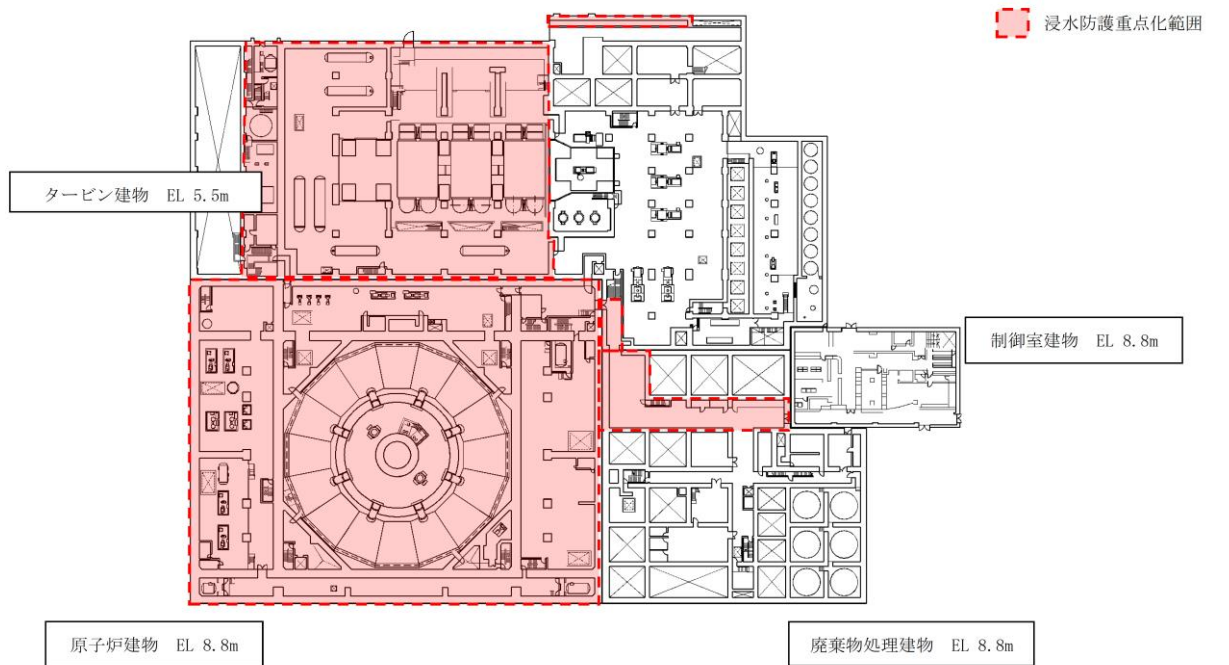 浸水防護重点化範囲
タービン建物 EL 5.5m
制御室建物 EL 8.8m
原子炉建物 EL 8.8m
廃棄物処理建物 EL 8.8m